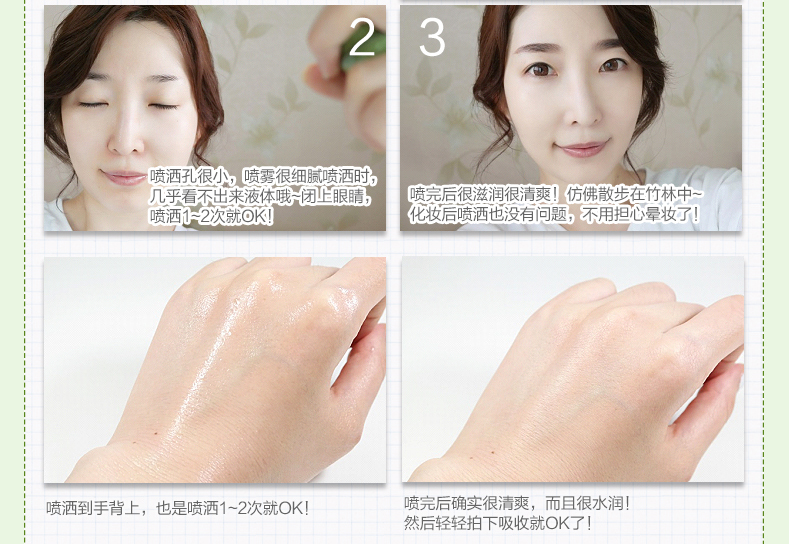 2
喷洒孔很小，喷雾很细腻喷洒时，
几乎看不出来液体哦~闭上眼睛，
喷洒1~2次就OK！
3
喷完后很滋润很清爽！仿佛散步在竹林中~
化妆后喷洒也没有问题，不用担心晕妆了！
喷洒到手背上，也是喷洒1~2次就OK！
喷完后确实很清爽，而且很水润！
然后轻轻拍下吸收就OK了！